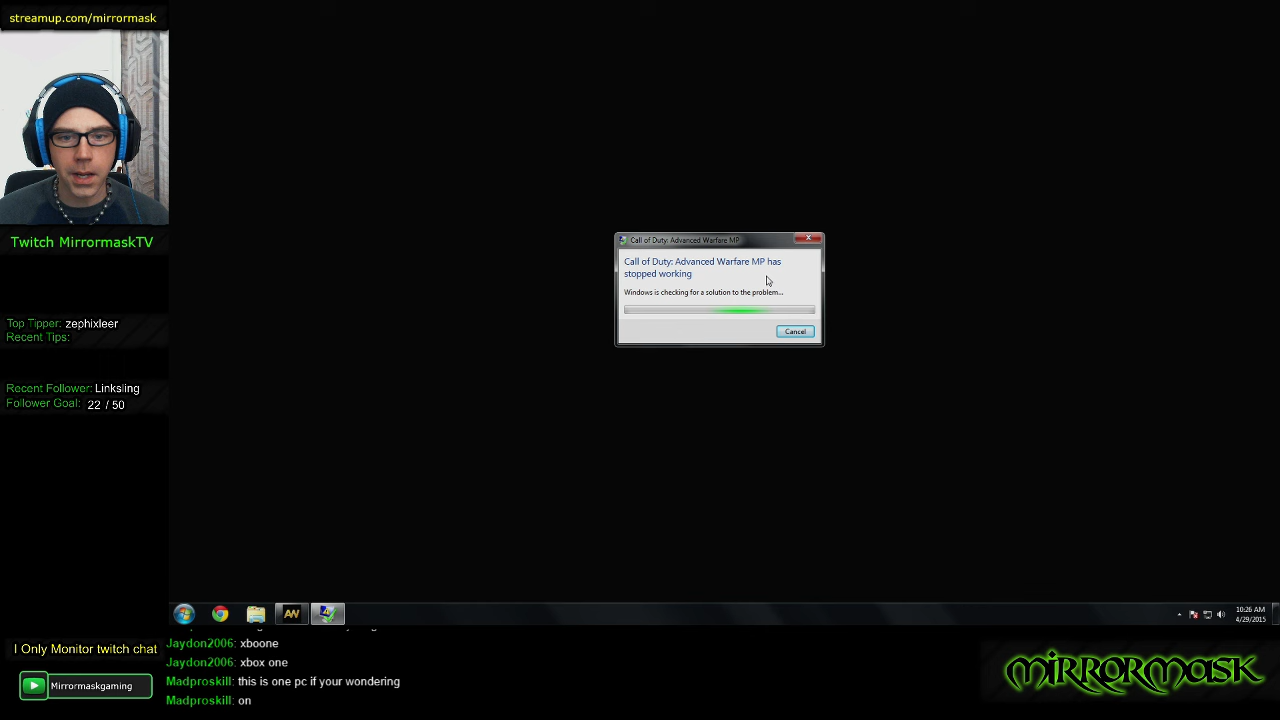 streamup.com/mirrormask
Twitch MirrormaskTV
Top Tipper: zephixleer
Recent Tips:
Recent Follower: Linksling
Follower Goal: 22 / 50
Call of Duty: Advanced Warfare MP
Call of Duty: Advanced Warfare MP has
stopped working
Windows is checking for a solution to the problem...
Cancel
AW
10:26 AM
4/29/2015
I Only Monitor twitch chat
Mirrormaskgaming
Jaydon2006: xboone
Jaydon2006: xbox one
Madproskill: this is one pc if your wondering
Madproskill: on
MIRRORMASK